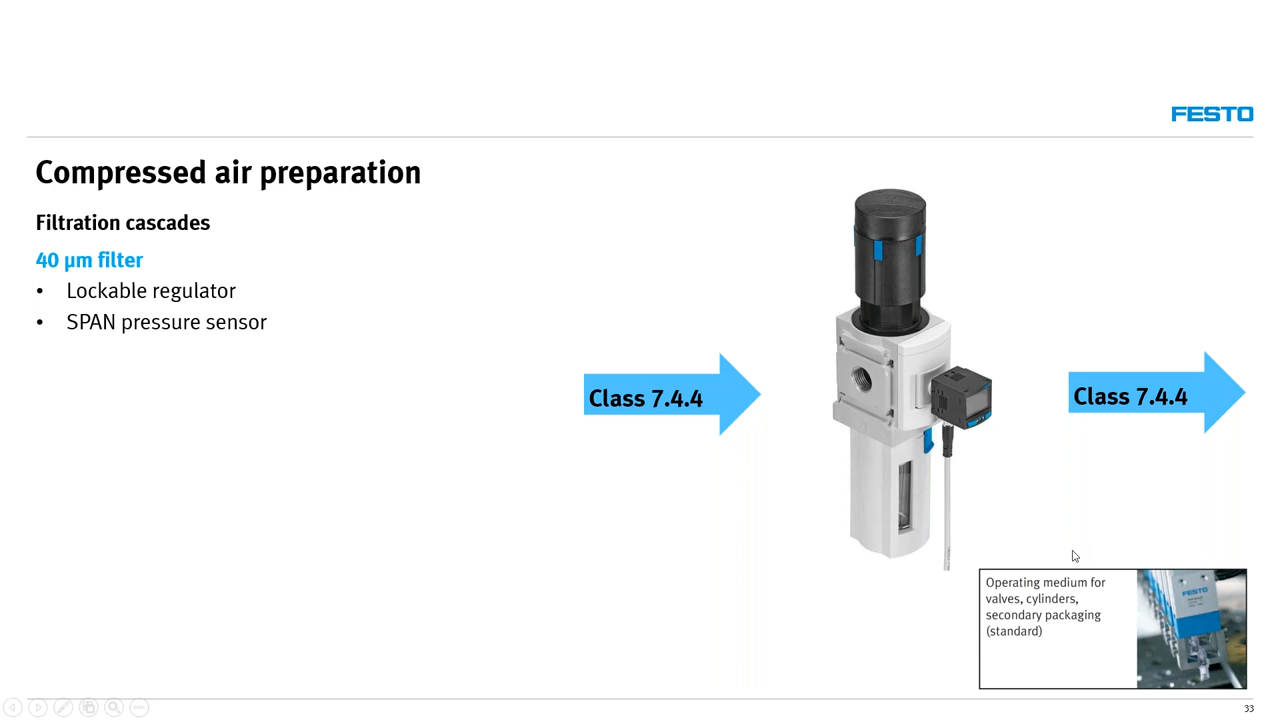 FESTO
Compressed air preparation
Filtration cascades
40 µm filter
• Lockable regulator
• SPAN pressure sensor
Class 7.4.4
Class 7.4.4
Operating medium for
valves, cylinders,
secondary packaging
(standard)
FESTO
33